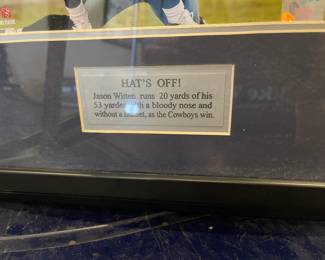 HAT'S OFF!
Jason Witten runs 20 yards of his
53 yarder with a bloody nose and
without a helmet, as the Cowboys win.